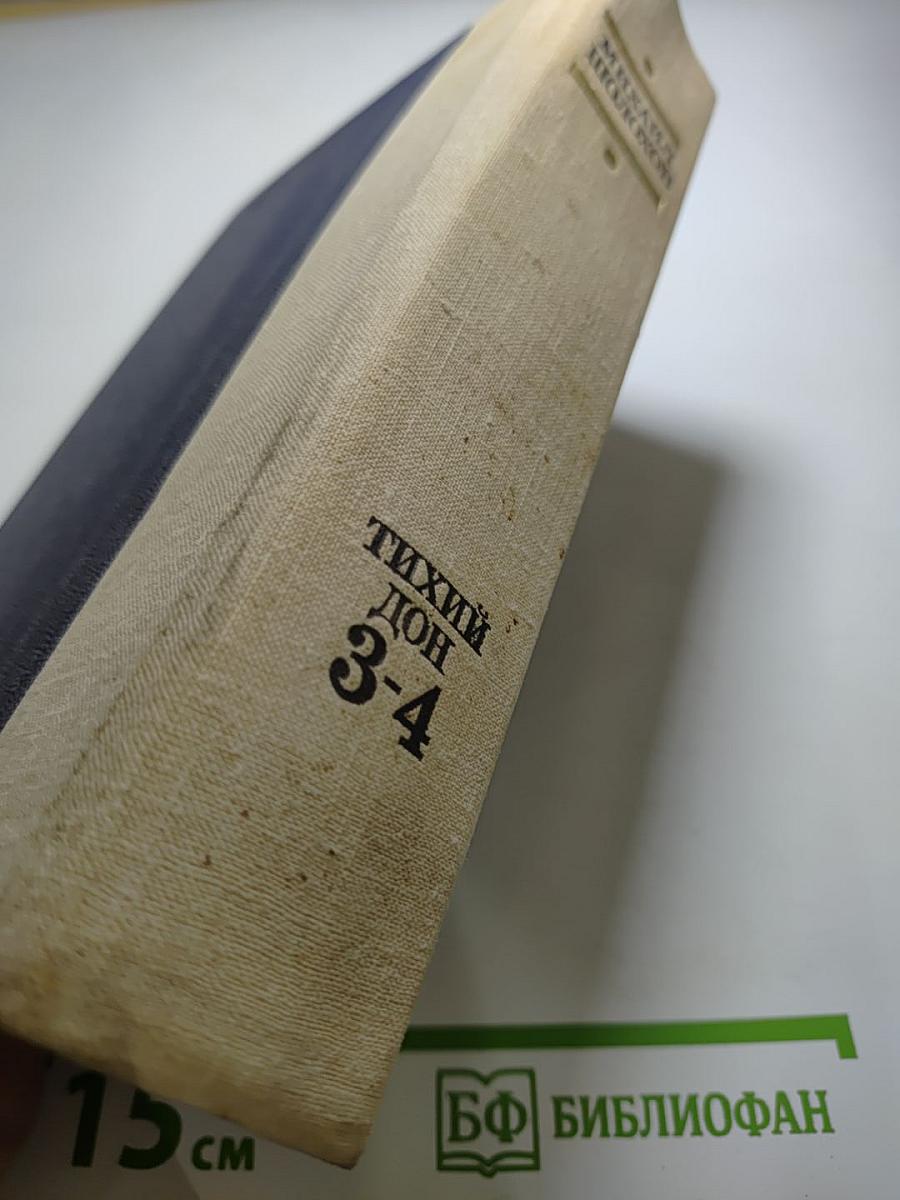 МИХАИЛ
ШОЛОХОВ
ТИХИЙ
ДОН
3-4
15 см
БФ БИБЛИОФАН